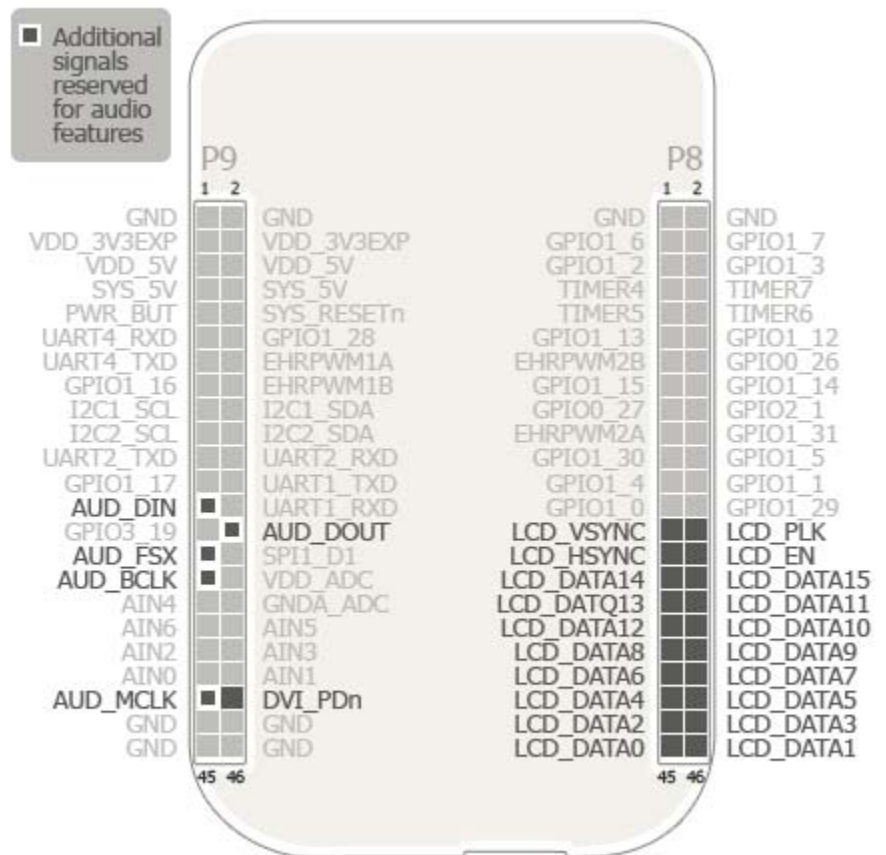 Additional
signals
reserved
for audio
features
P9 P8
1 2 1 2
GND GND GND GND
VDD_3V3EXP VDD_3V3EXP GPIO1_6 GPIO1_7
VDD_5V VDD_5V GPIO1_2 GPIO1_3
SYS_5V SYS_5V TIMER4 TIMER7
PWR_BUT SYS_RESETn TIMER5 TIMER6
UART4_RXD GPIO1_28 GPIO1_13 GPIO1_12
UART4_TXD EHRPWM1A EHRPWM2B GPIO0_26
GPIO1_16 EHRPWM1B GPIO1_15 GPIO1_14
I2C1_SCL I2C1_SDA GPIO0_27 GPIO2_1
I2C2_SCL I2C2_SDA EHRPWM2A GPIO1_31
UART2_TXD UART2_RXD GPIO1_30 GPIO1_5
GPIO1_17 UART1_TXD GPIO1_4 GPIO1_1
AUD_DIN UART1_RXD GPIO1_0 GPIO1_29
GPIO3_19 AUD_DOUT LCD_VSYNC LCD_PLK
AUD_FSX SPI1_D1 LCD_HSYNC LCD_EN
AUD_BCLK VDD_ADC LCD_DATA14 LCD_DATA15
AIN4 GNDA_ADC LCD_DATQ13 LCD_DATA11
AIN6 AIN5 LCD_DATA12 LCD_DATA10
AIN2 AIN3 LCD_DATA8 LCD_DATA9
AIN0 AIN1 LCD_DATA6 LCD_DATA7
AUD_MCLK DVI_PDn LCD_DATA4 LCD_DATA5
GND GND LCD_DATA2 LCD_DATA3
GND GND LCD_DATA0 LCD_DATA1
45 46 45 46